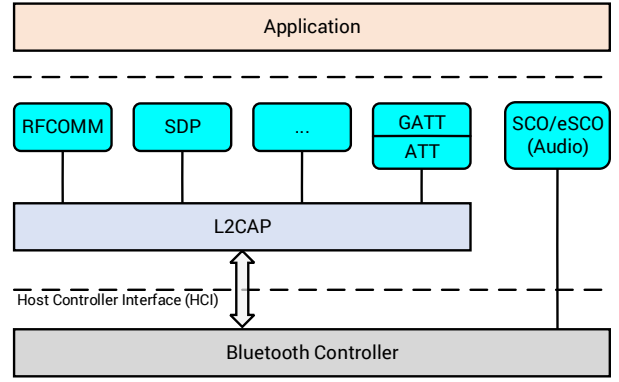 Application
RFCOMM
SDP
...
GATT
ATT
SCO/eSCO
(Audio)
L2CAP
Host Controller Interface (HCI)
Bluetooth Controller